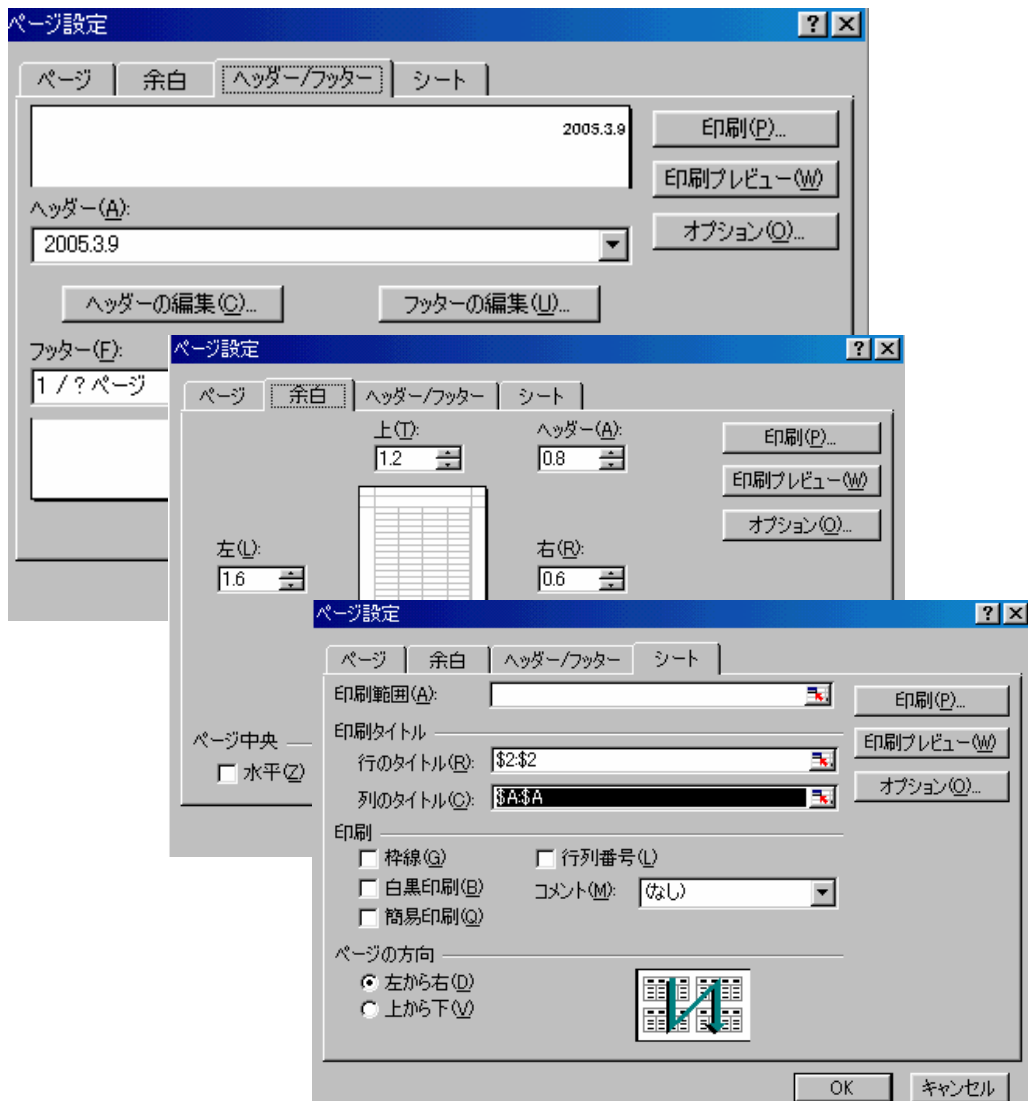 ページ設定
ページ 余白 ヘッダー/フッター シート
2005.3.9
印刷(P)...
印刷プレビュー(W)
オプション(O)...
ヘッダー(A):
2005.3.9
ヘッダーの編集(C)... フッターの編集(U)...
フッター(F):
1 / ? ページ
ページ設定
ページ 余白 ヘッダー/フッター シート
上(T): ヘッダー(A):
1.2 0.8
印刷(P)...
印刷プレビュー(W)
オプション(O)...
左(L): 右(R):
1.6 0.6
ページ中央
水平(Z)
ページ設定
ページ 余白 ヘッダー/フッター シート
印刷範囲(A):
印刷(P)...
印刷タイトル
印刷プレビュー(W)
行のタイトル(R): $2:$2
オプション(O)...
列のタイトル(C): $A:$A
印刷
枠線(G) 行列番号(L)
白黒印刷(B) コメント(M): (なし)
簡易印刷(Q)
ページの方向
左から右(D)
上から下(V)
OK キャンセル